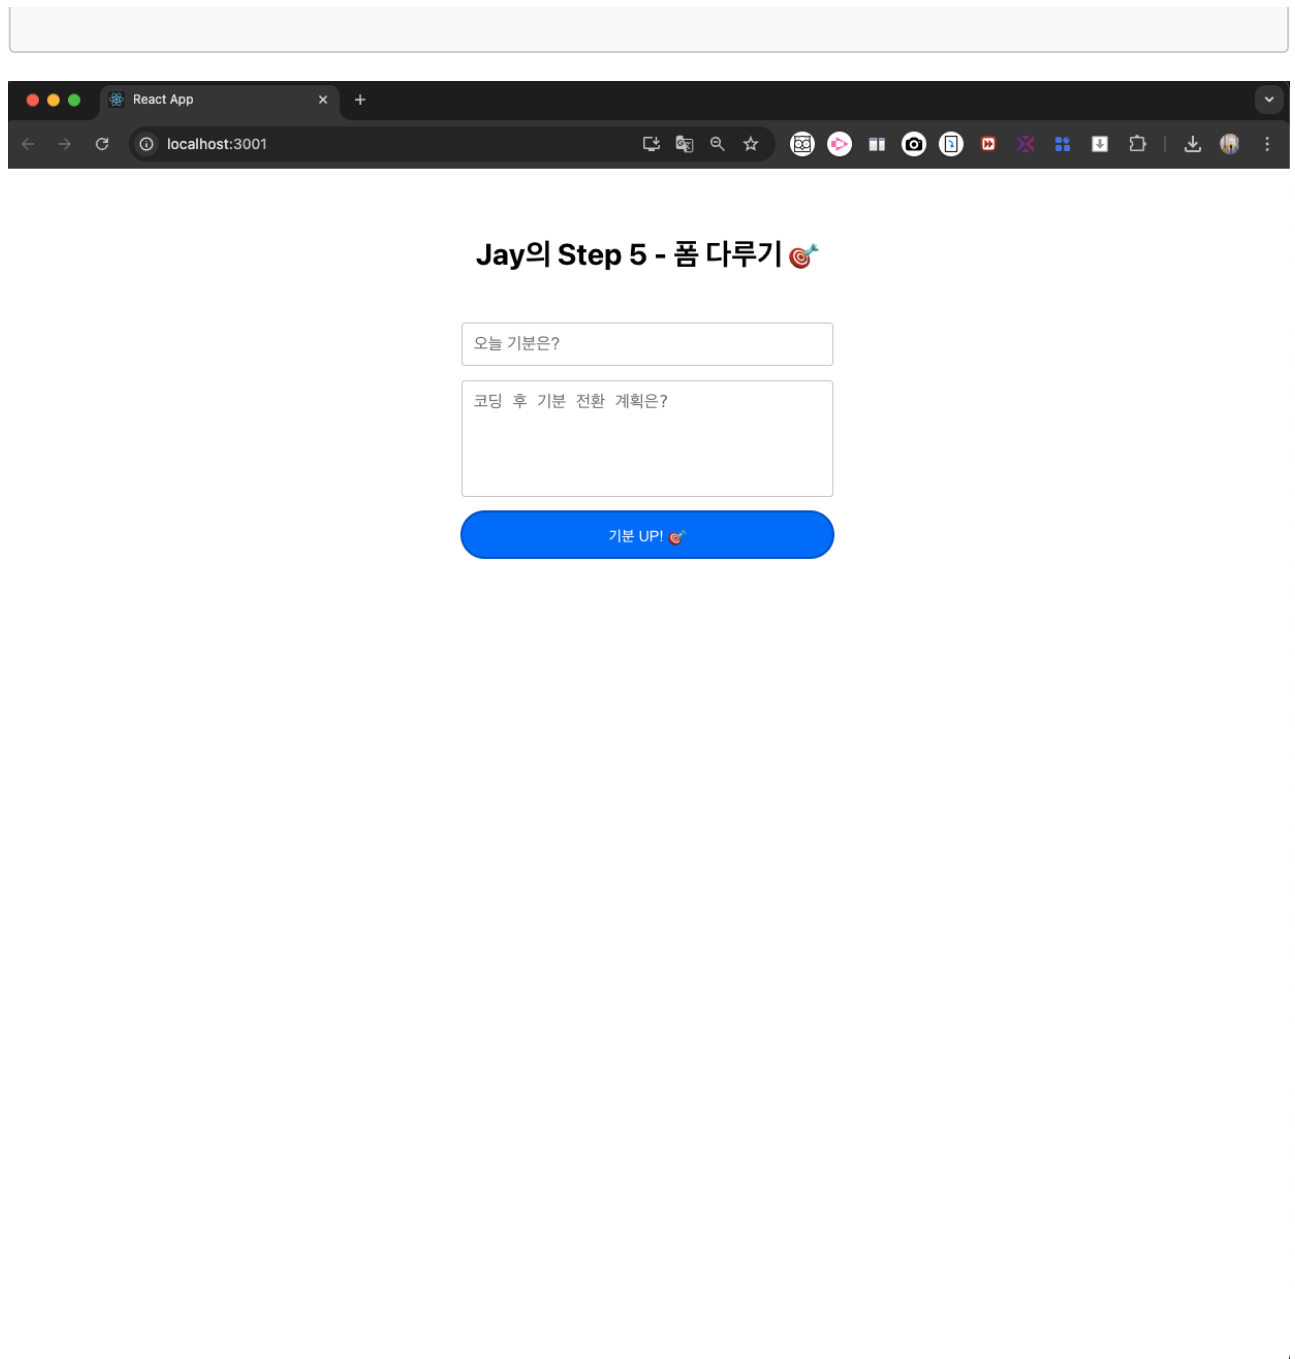 React App
localhost:3001
Jay의 Step 5 - 폼 다루기 🎯
오늘 기분은?
코딩 후 기분 전환 계획은?
기분 UP! 🎯